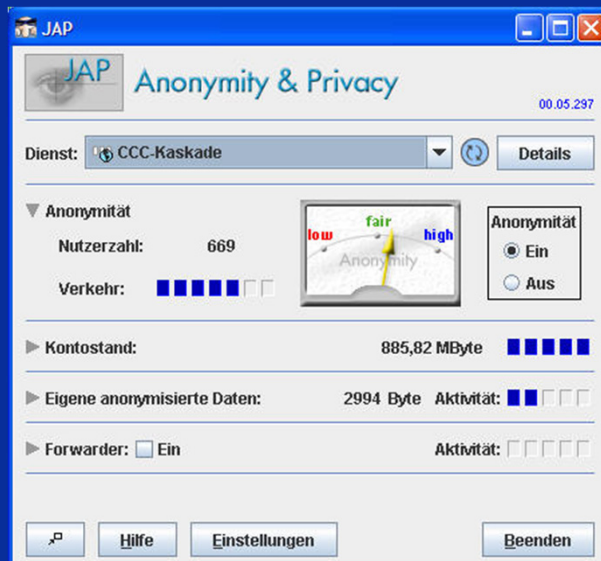 JAP
JAP Anonymity & Privacy
00.05.297
Dienst: CCC-Kaskade Details
Anonymität
Nutzerzahl: 669
Verkehr:
low fair high
Anonymity
Anonymität
Ein
Aus
Kontostand: 885,82 MByte
Eigene anonymisierte Daten: 2994 Byte Aktivität:
Forwarder: Ein Aktivität:
Hilfe Einstellungen Beenden